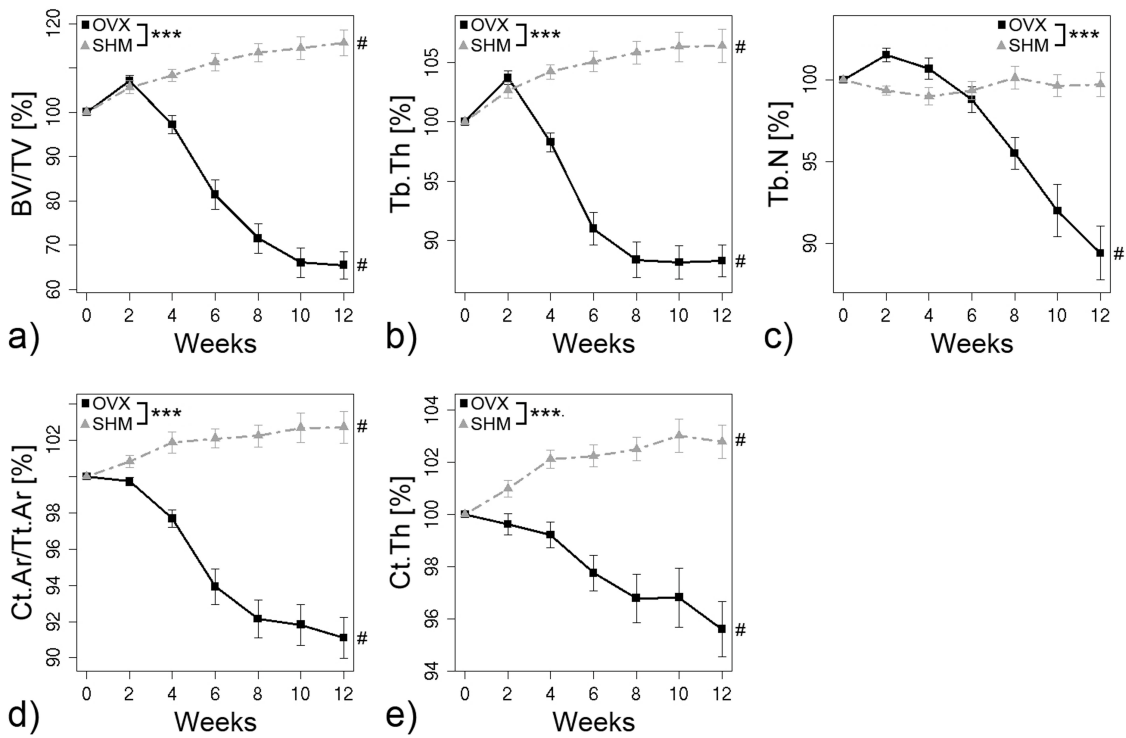 OVX
SHM
***
#
#
BV/TV [%]
120
100
90
80
70
60
0 2 4 6 8 10 12
Weeks
a)
OVX
SHM
***
#
#
Tb.Th [%]
105
100
95
90
0 2 4 6 8 10 12
Weeks
b)
OVX
SHM
***
#
Tb.N [%]
100
95
90
0 2 4 6 8 10 12
Weeks
c)
OVX
SHM
***
#
#
Ct.Ar/Tt.Ar [%]
102
100
98
96
94
92
90
0 2 4 6 8 10 12
Weeks
d)
OVX
SHM
***.
#
#
Ct.Th [%]
104
102
100
98
96
94
0 2 4 6 8 10 12
Weeks
e)